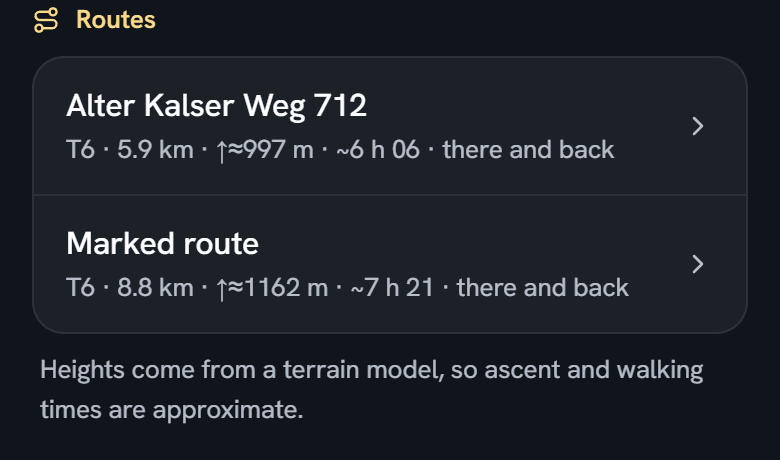 Routes
Alter Kalser Weg 712
T6 · 5.9 km · ↑≈997 m · ~6 h 06 · there and back
Marked route
T6 · 8.8 km · ↑≈1162 m · ~7 h 21 · there and back
Heights come from a terrain model, so ascent and walking
times are approximate.